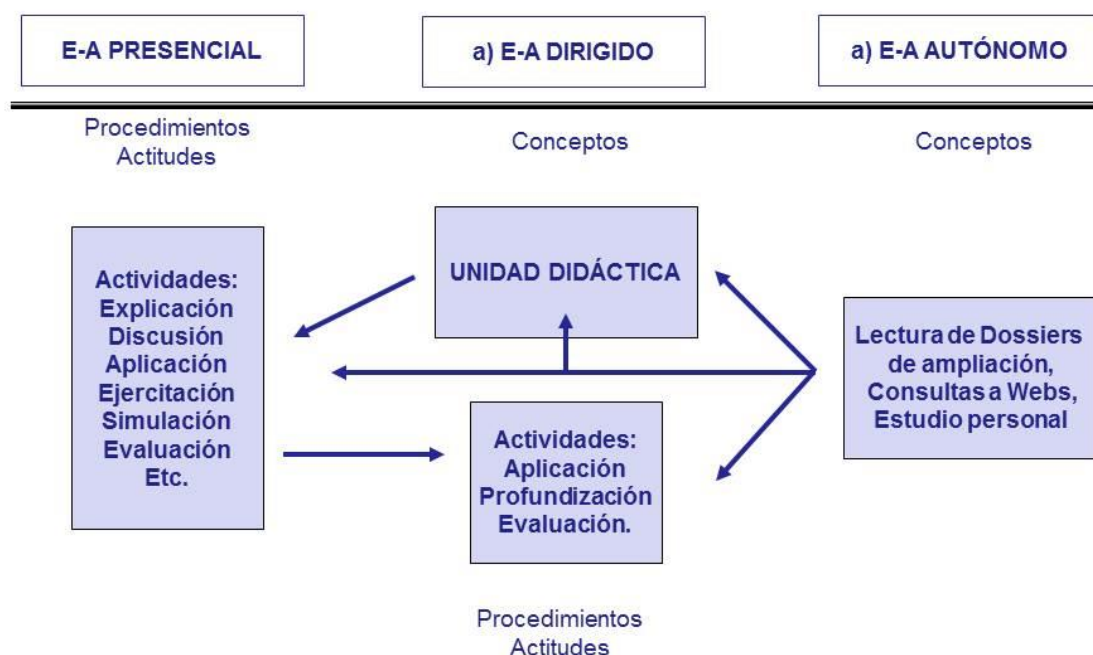 E-A PRESENCIAL
a) E-A DIRIGIDO
a) E-A AUTÓNOMO
Procedimientos
Actitudes
Conceptos
Conceptos
Actividades:
Explicación
Discusión
Aplicación
Ejercitación
Simulación
Evaluación
Etc.
UNIDAD DIDÁCTICA
Actividades:
Aplicación
Profundización
Evaluación.
Lectura de Dossiers
de ampliación,
Consultas a Webs,
Estudio personal
Procedimientos
Actitudes